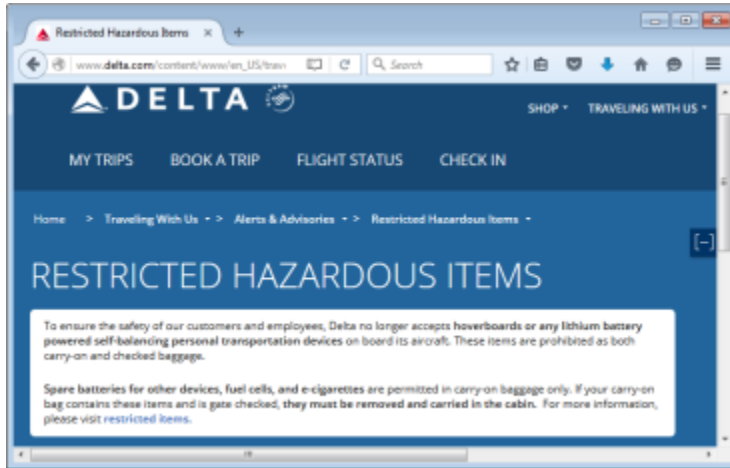 Restricted Hazardous Items × +
www.delta.com/content/www/en_US/trav Search
DELTA
SHOP TRAVELING WITH US
MY TRIPS BOOK A TRIP FLIGHT STATUS CHECK IN
Home > Traveling With Us > Alerts & Advisories > Restricted Hazardous Items
[−]
RESTRICTED HAZARDOUS ITEMS
To ensure the safety of our customers and employees, Delta no longer accepts hoverboards or any lithium battery
powered self-balancing personal transportation devices on board its aircraft. These items are prohibited as both
carry-on and checked baggage.
Spare batteries for other devices, fuel cells, and e-cigarettes are permitted in carry-on baggage only. If your carry-on
bag contains these items and is gate checked, they must be removed and carried in the cabin. For more information,
please visit restricted items.